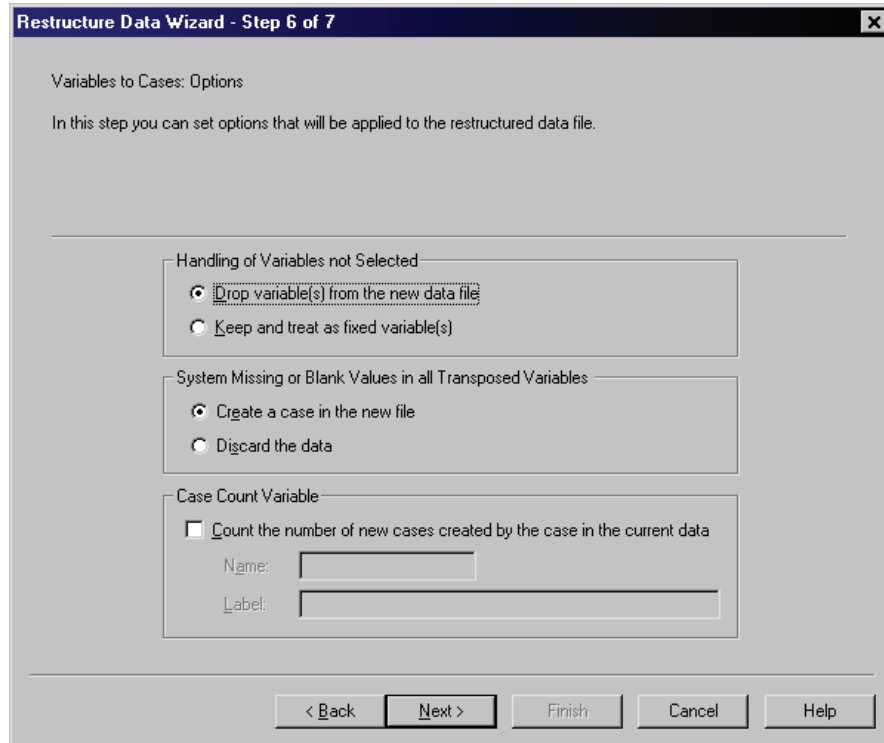 Restructure Data Wizard - Step 6 of 7
Variables to Cases: Options
In this step you can set options that will be applied to the restructured data file.
Handling of Variables not Selected
Drop variable(s) from the new data file
Keep and treat as fixed variable(s)
System Missing or Blank Values in all Transposed Variables
Create a case in the new file
Discard the data
Case Count Variable
Count the number of new cases created by the case in the current data
Name:
Label:
< Back Next > Finish Cancel Help